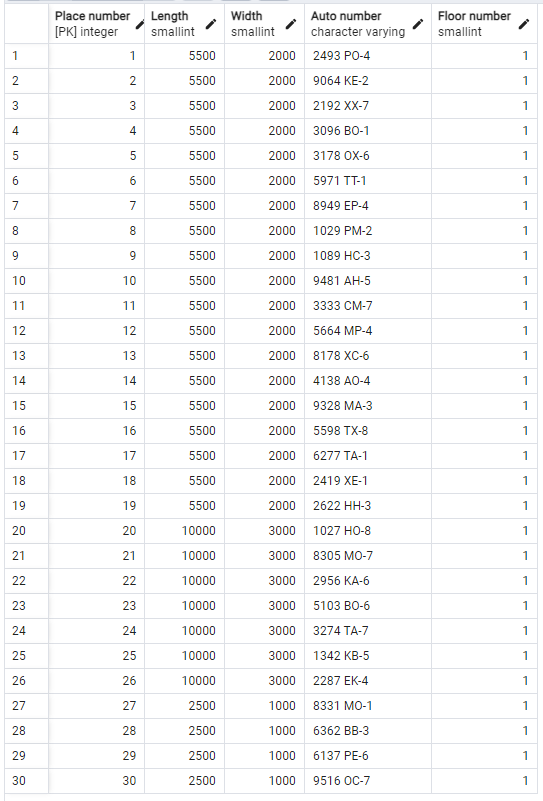 Place number Length Width Auto number Floor number
[PK] integer smallint smallint character varying smallint
1 1 5500 2000 2493 PO-4 1
2 2 5500 2000 9064 KE-2 1
3 3 5500 2000 2192 XX-7 1
4 4 5500 2000 3096 BO-1 1
5 5 5500 2000 3178 OX-6 1
6 6 5500 2000 5971 TT-1 1
7 7 5500 2000 8949 EP-4 1
8 8 5500 2000 1029 PM-2 1
9 9 5500 2000 1089 HC-3 1
10 10 5500 2000 9481 AH-5 1
11 11 5500 2000 3333 CM-7 1
12 12 5500 2000 5664 MP-4 1
13 13 5500 2000 8178 XC-6 1
14 14 5500 2000 4138 AO-4 1
15 15 5500 2000 9328 MA-3 1
16 16 5500 2000 5598 TX-8 1
17 17 5500 2000 6277 TA-1 1
18 18 5500 2000 2419 XE-1 1
19 19 5500 2000 2622 HH-3 1
20 20 10000 3000 1027 HO-8 1
21 21 10000 3000 8305 MO-7 1
22 22 10000 3000 2956 KA-6 1
23 23 10000 3000 5103 BO-6 1
24 24 10000 3000 3274 TA-7 1
25 25 10000 3000 1342 KB-5 1
26 26 10000 3000 2287 EK-4 1
27 27 2500 1000 8331 MO-1 1
28 28 2500 1000 6362 BB-3 1
29 29 2500 1000 6137 PE-6 1
30 30 2500 1000 9516 OC-7 1